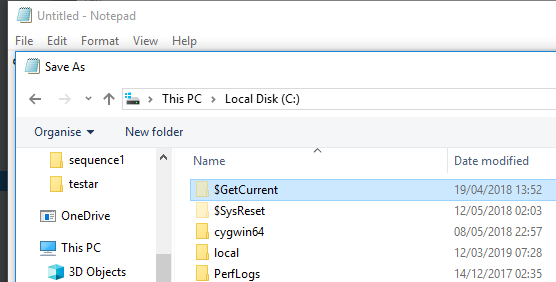 Untitled - Notepad
File Edit Format View Help
Save As
This PC Local Disk (C:)
Organise New folder
sequence1
testar
OneDrive
This PC
3D Objects
Name Date modified
$GetCurrent 19/04/2018 13:52
$SysReset 12/05/2018 02:03
cygwin64 08/05/2018 22:57
local 12/03/2019 07:28
PerfLogs 14/12/2017 02:35